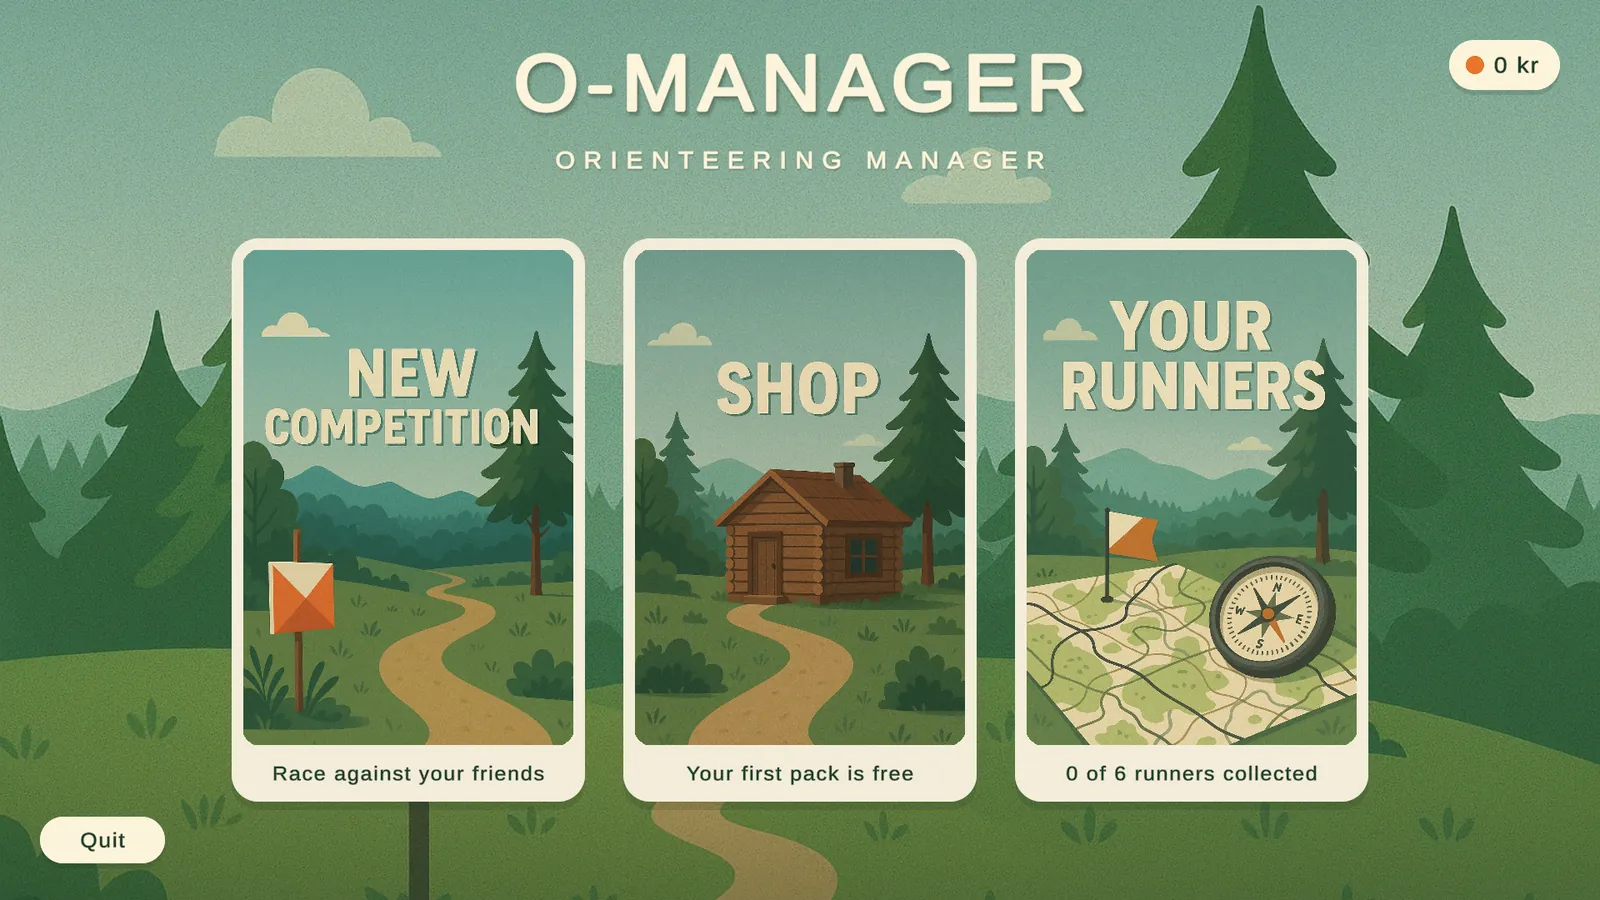 O-MANAGER
ORIENTEERING MANAGER
0 kr
NEW
COMPETITION
Race against your friends
SHOP
Your first pack is free
YOUR
RUNNERS
N
W
E
S
0 of 6 runners collected
Quit